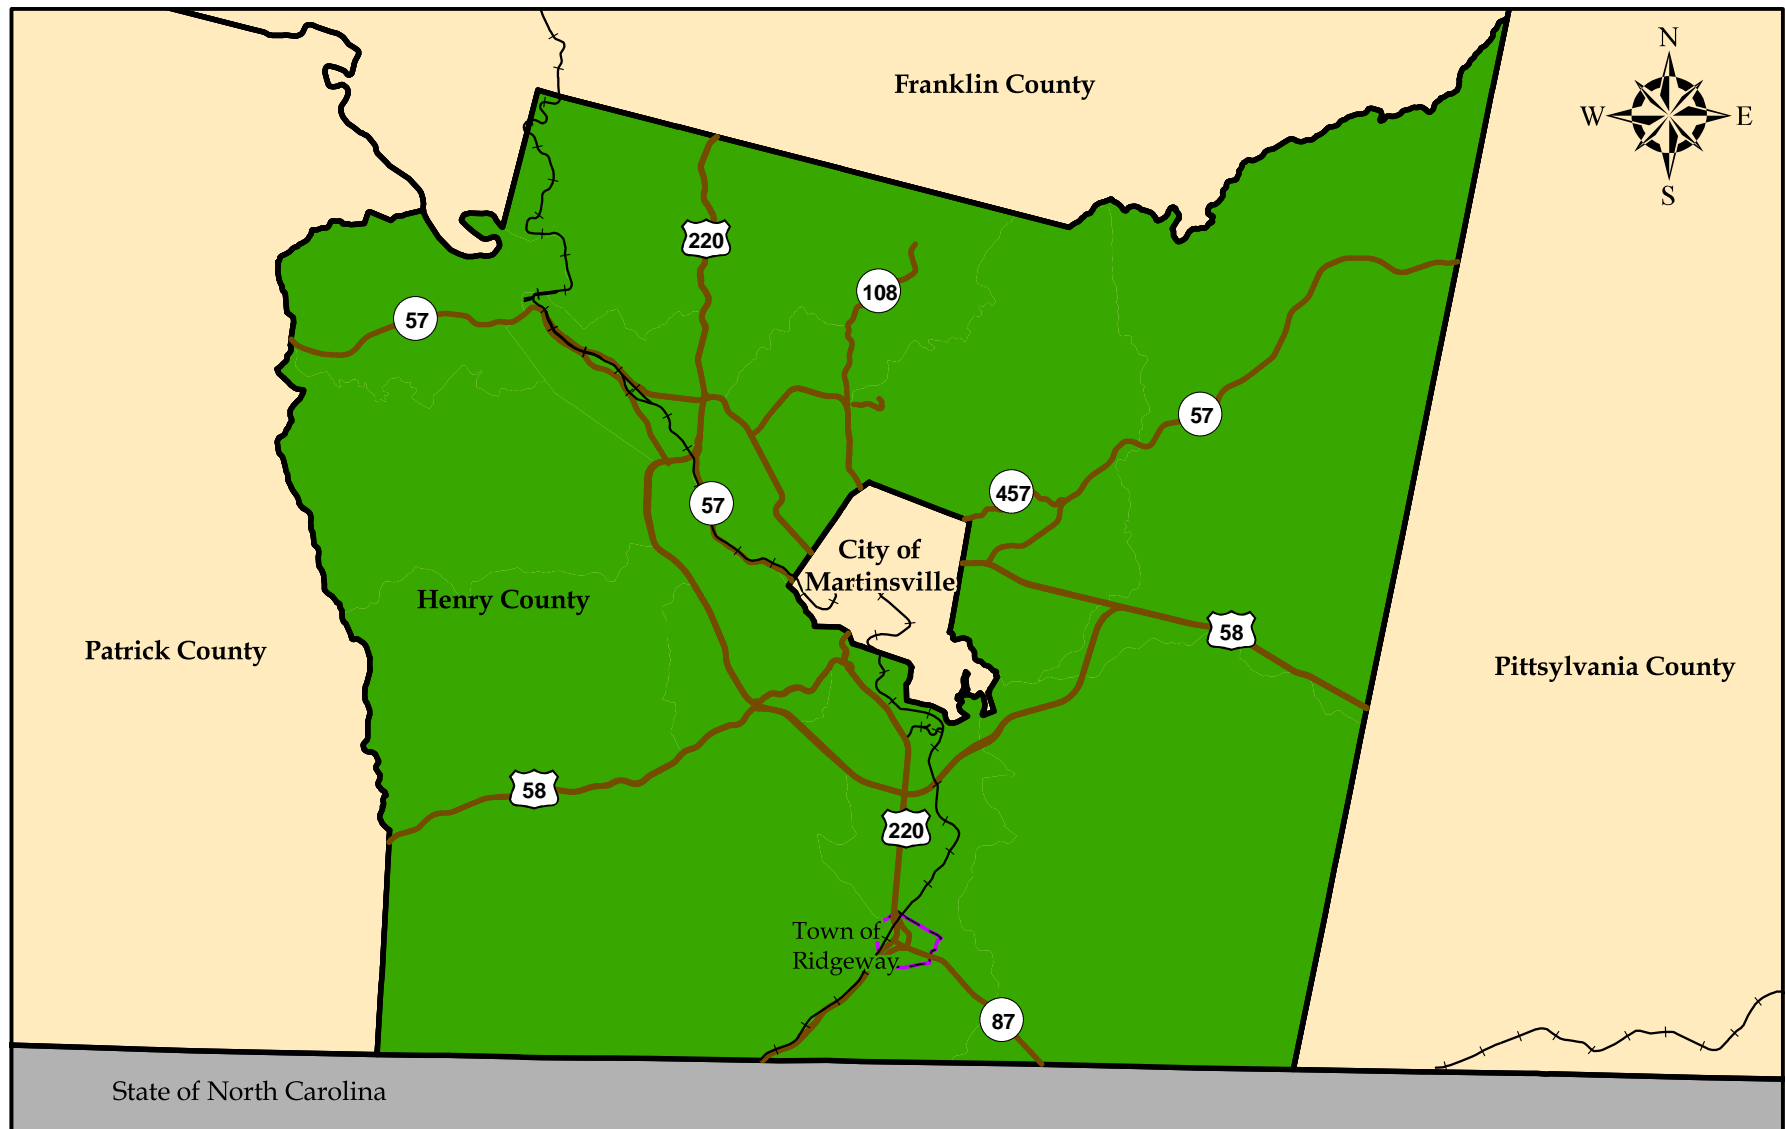 N
Franklin County
W E
S
220
108
57
57
457
57
City of
Martinsville
Henry County
58
Patrick County
Pittsylvania County
58
220
Town of
Ridgeway
87
State of North Carolina